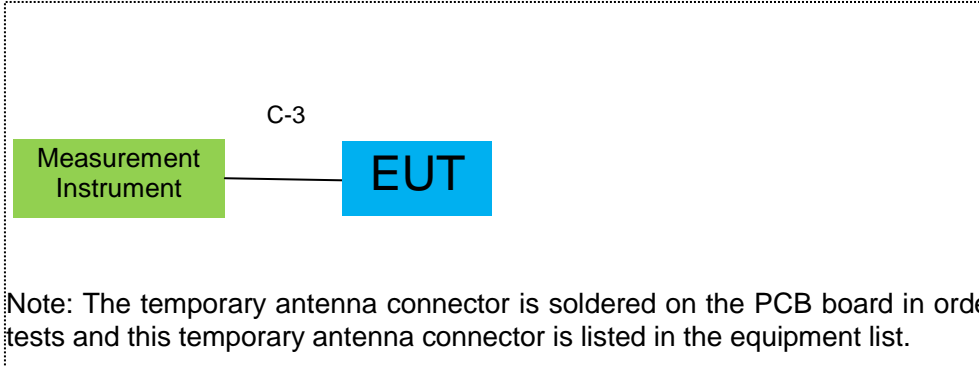 C-3
Measurement
Instrument
EUT
Note: The temporary antenna connector is soldered on the PCB board in orde
tests and this temporary antenna connector is listed in the equipment list.